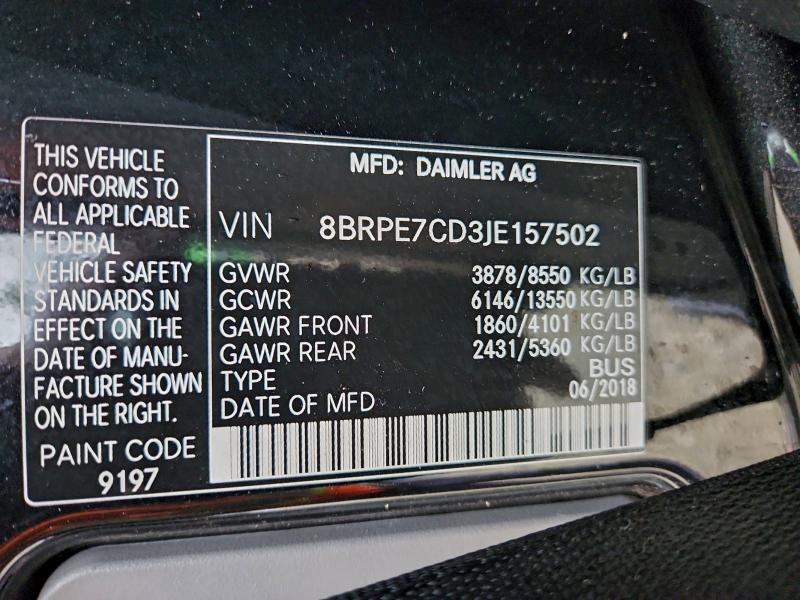 THIS VEHICLE
CONFORMS TO
ALL APPLICABLE
FEDERAL
VEHICLE SAFETY
STANDARDS IN
EFFECT ON THE
DATE OF MANU-
FACTURE SHOWN
ON THE RIGHT.
PAINT CODE
9197
MFD: DAIMLER AG
VIN 8BRPE7CD3JE157502
GVWR 3878/8550 KG/LB
GCWR 6146/13550 KG/LB
GAWR FRONT 1860/4101 KG/LB
GAWR REAR 2431/5360 KG/LB
TYPE BUS
DATE OF MFD 06/2018